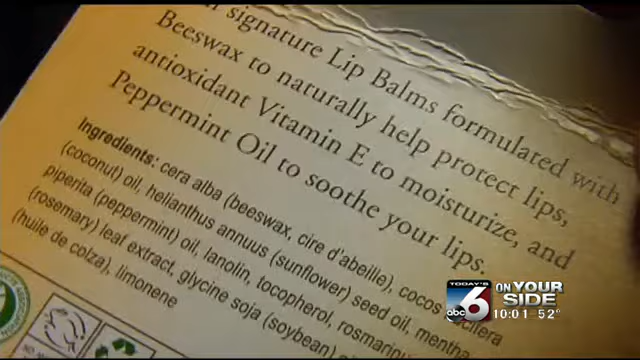 signature Lip Balms formulated with
Beeswax to naturally help protect lips,
antioxidant Vitamin E to moisturize, and
Peppermint Oil to soothe your lips.
Ingredients: cera alba (beeswax, cire d'abeille), cocos
(coconut) oil, helianthus annuus (sunflower) seed oil, mentha
piperita (peppermint) oil, lanolin, tocopherol, rosmarinus
(rosemary) leaf extract, glycine soja (soybean)
(huile de colza), limonene
TODAY'S
abc 6
ON YOUR
SIDE
10:01 52°